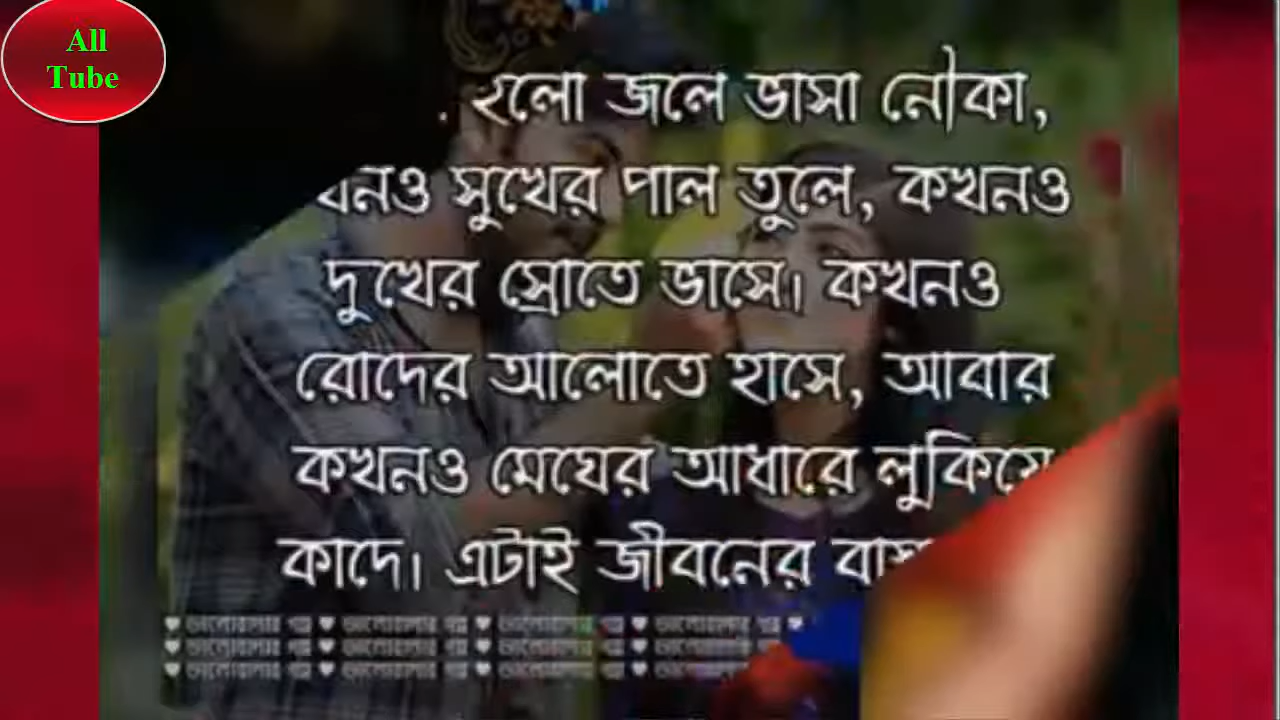 All
Tube
. হলো জলে ভাসা নৌকা,
সুখের পাল তুলে, কখনও
দুখের স্রোতে ভাসে। কখনও
রোদের আলোতে হাসে, আবার
কখনও মেঘের আধারে লুকিয়ে
কাদে। এটাই জীবনের